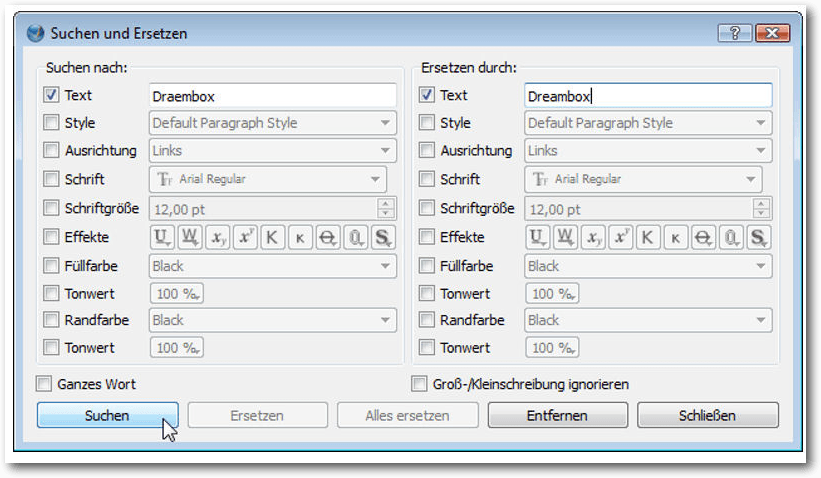 Suchen und Ersetzen
Suchen nach: Ersetzen durch:
Text Draembox Text Dreambox
Style Default Paragraph Style Style Default Paragraph Style
Ausrichtung Links Ausrichtung Links
Schrift Arial Regular Schrift Arial Regular
Schriftgröße 12,00 pt Schriftgröße 12,00 pt
Effekte Effekte
Füllfarbe Black Füllfarbe Black
Tonwert 100 % Tonwert 100 %
Randfarbe Black Randfarbe Black
Tonwert 100 % Tonwert 100 %
Ganzes Wort Groß-/Kleinschreibung ignorieren
Suchen Ersetzen Alles ersetzen Entfernen Schließen